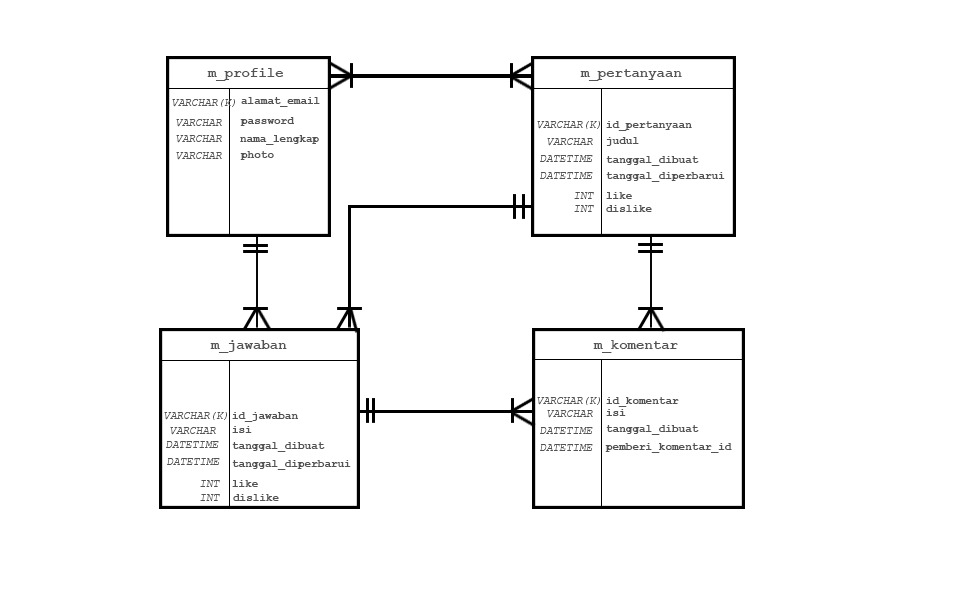 m_profile
VARCHAR(K) alamat_email
VARCHAR password
VARCHAR nama_lengkap
VARCHAR photo
m_pertanyaan
VARCHAR(K) id_pertanyaan
VARCHAR judul
DATETIME tanggal_dibuat
DATETIME tanggal_diperbarui
INT like
INT dislike
m_jawaban
VARCHAR(K) id_jawaban
VARCHAR isi
DATETIME tanggal_dibuat
DATETIME tanggal_diperbarui
INT like
INT dislike
m_komentar
VARCHAR(K) id_komentar
VARCHAR isi
DATETIME tanggal_dibuat
DATETIME pemberi_komentar_id